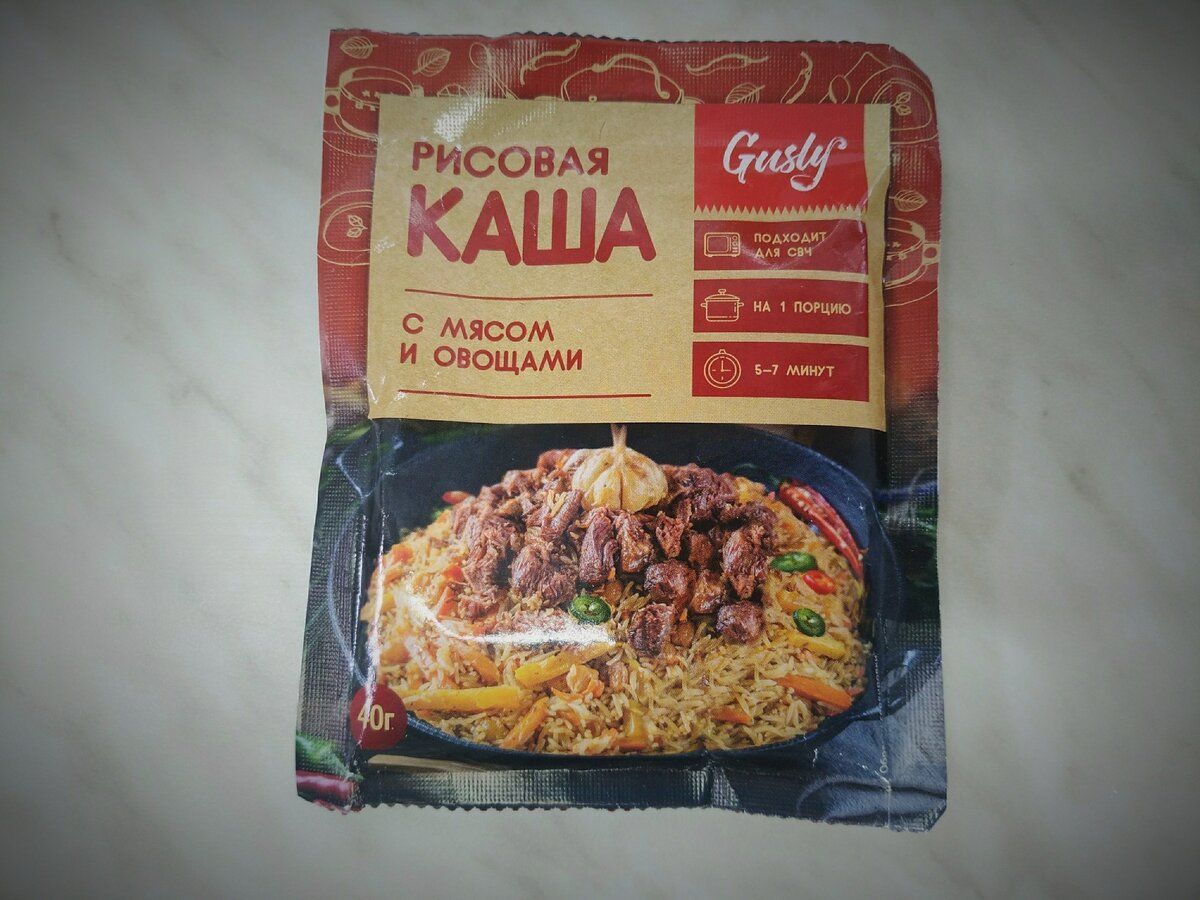 РИСОВАЯ
КАША
С МЯСОМ
И ОВОЩАМИ
Gusly
ПОДХОДИТ
ДЛЯ СВЧ
НА 1 ПОРЦИЮ
5–7 МИНУТ
40г.